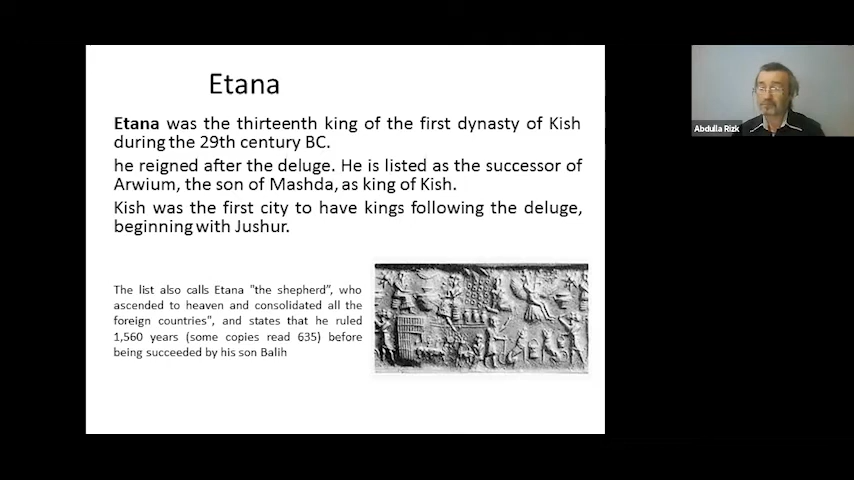 Etana
Etana was the thirteenth king of the first dynasty of Kish
during the 29th century BC.
he reigned after the deluge. He is listed as the successor of
Arwium, the son of Mashda, as king of Kish.
Kish was the first city to have kings following the deluge,
beginning with Jushur.
The list also calls Etana "the shepherd”, who
ascended to heaven and consolidated all the
foreign countries", and states that he ruled
1,560 years (some copies read 635) before
being succeeded by his son Balih
Abdulla Rizk